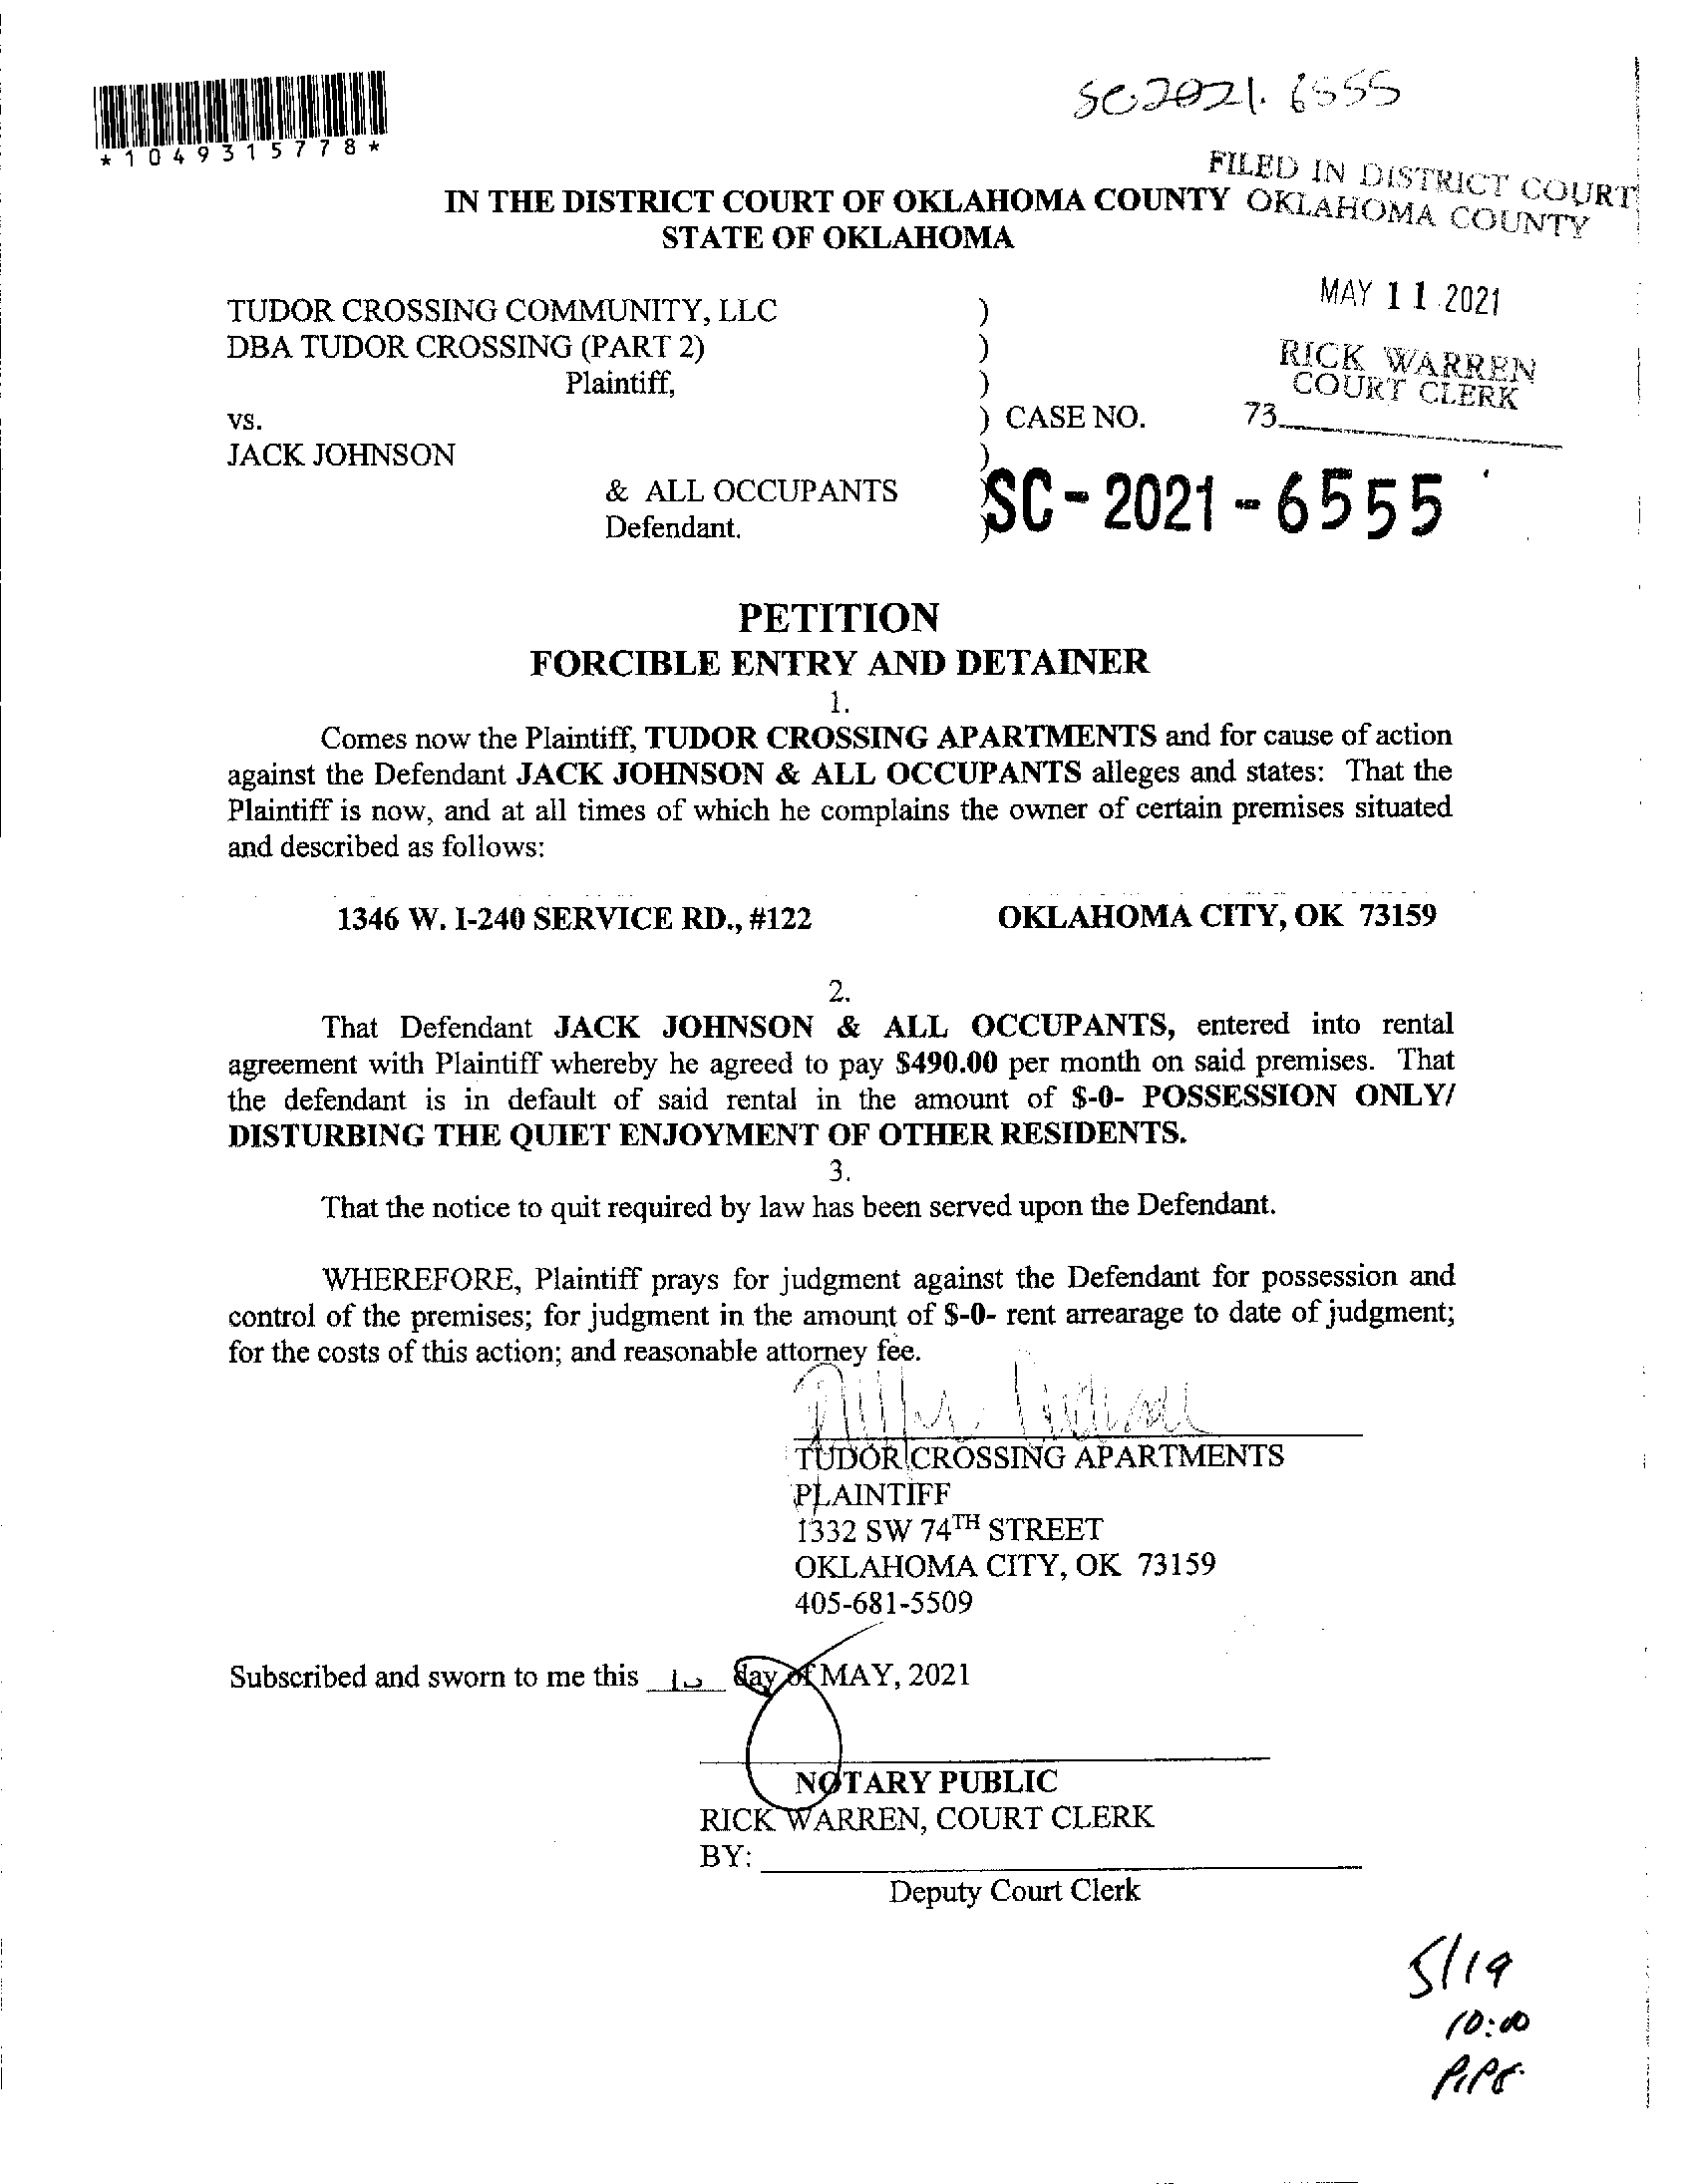 SC-2021-6555
*1049315778*
FILED IN DISTRICT COURT
OKLAHOMA COUNTY
IN THE DISTRICT COURT OF OKLAHOMA COUNTY
STATE OF OKLAHOMA
MAY 11 2021
RICK WARREN
COURT CLERK
73
TUDOR CROSSING COMMUNITY, LLC )
DBA TUDOR CROSSING (PART 2) )
Plaintiff, )
vs. ) CASE NO.
JACK JOHNSON )
& ALL OCCUPANTS )
Defendant. )
SC-2021-6555
PETITION
FORCIBLE ENTRY AND DETAINER
1.
Comes now the Plaintiff, TUDOR CROSSING APARTMENTS and for cause of action
against the Defendant JACK JOHNSON & ALL OCCUPANTS alleges and states: That the
Plaintiff is now, and at all times of which he complains the owner of certain premises situated
and described as follows:
1346 W. I-240 SERVICE RD., #122 OKLAHOMA CITY, OK 73159
2.
That Defendant JACK JOHNSON & ALL OCCUPANTS, entered into rental
agreement with Plaintiff whereby he agreed to pay $490.00 per month on said premises. That
the defendant is in default of said rental in the amount of $-0- POSSESSION ONLY/
DISTURBING THE QUIET ENJOYMENT OF OTHER RESIDENTS.
3.
That the notice to quit required by law has been served upon the Defendant.
WHEREFORE, Plaintiff prays for judgment against the Defendant for possession and
control of the premises; for judgment in the amount of $-0- rent arrearage to date of judgment;
for the costs of this action; and reasonable attorney fee.
TUDOR CROSSING APARTMENTS
PLAINTIFF
1332 SW 74TH STREET
OKLAHOMA CITY, OK 73159
405-681-5509
Subscribed and sworn to me this 10 day of MAY, 2021
NOTARY PUBLIC
RICK WARREN, COURT CLERK
BY:
Deputy Court Clerk
5/19
10:00